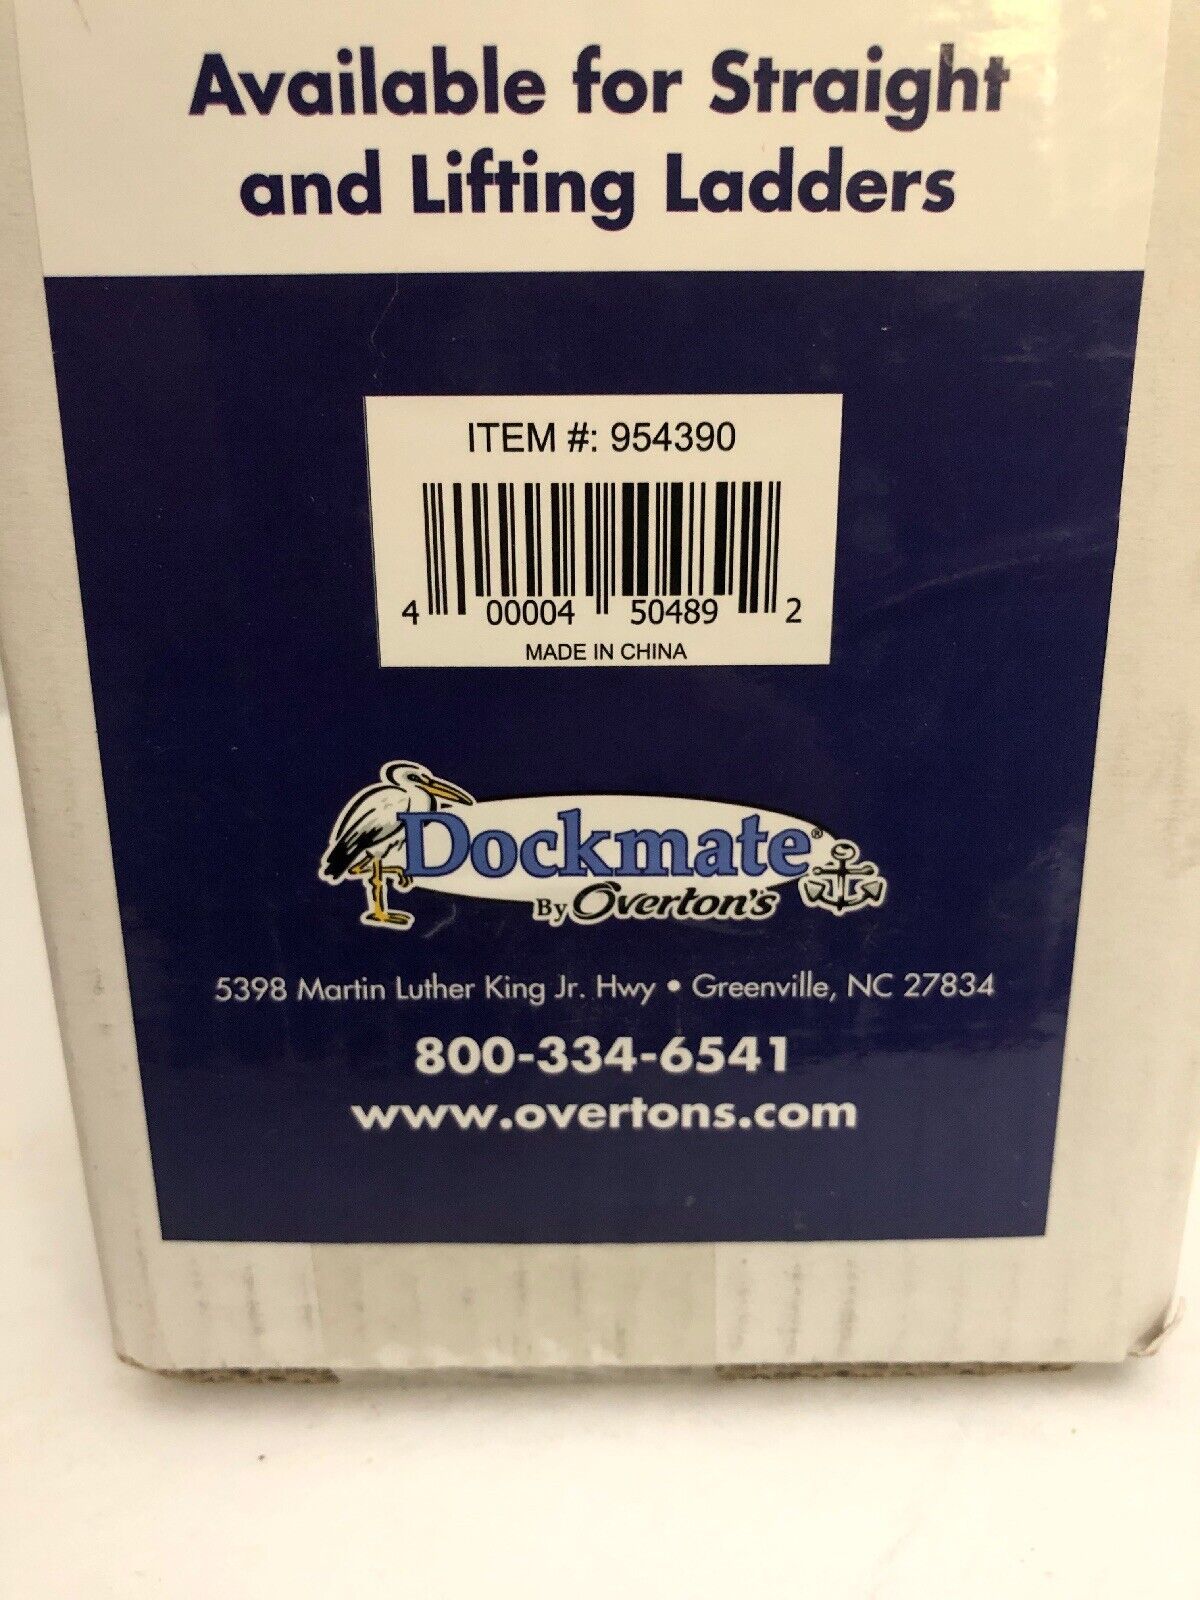 Available for Straight
and Lifting Ladders
ITEM #: 954390
4 00004 50489 2
MADE IN CHINA
Dockmate®
By Overton's
5398 Martin Luther King Jr. Hwy • Greenville, NC 27834
800-334-6541
www.overtons.com